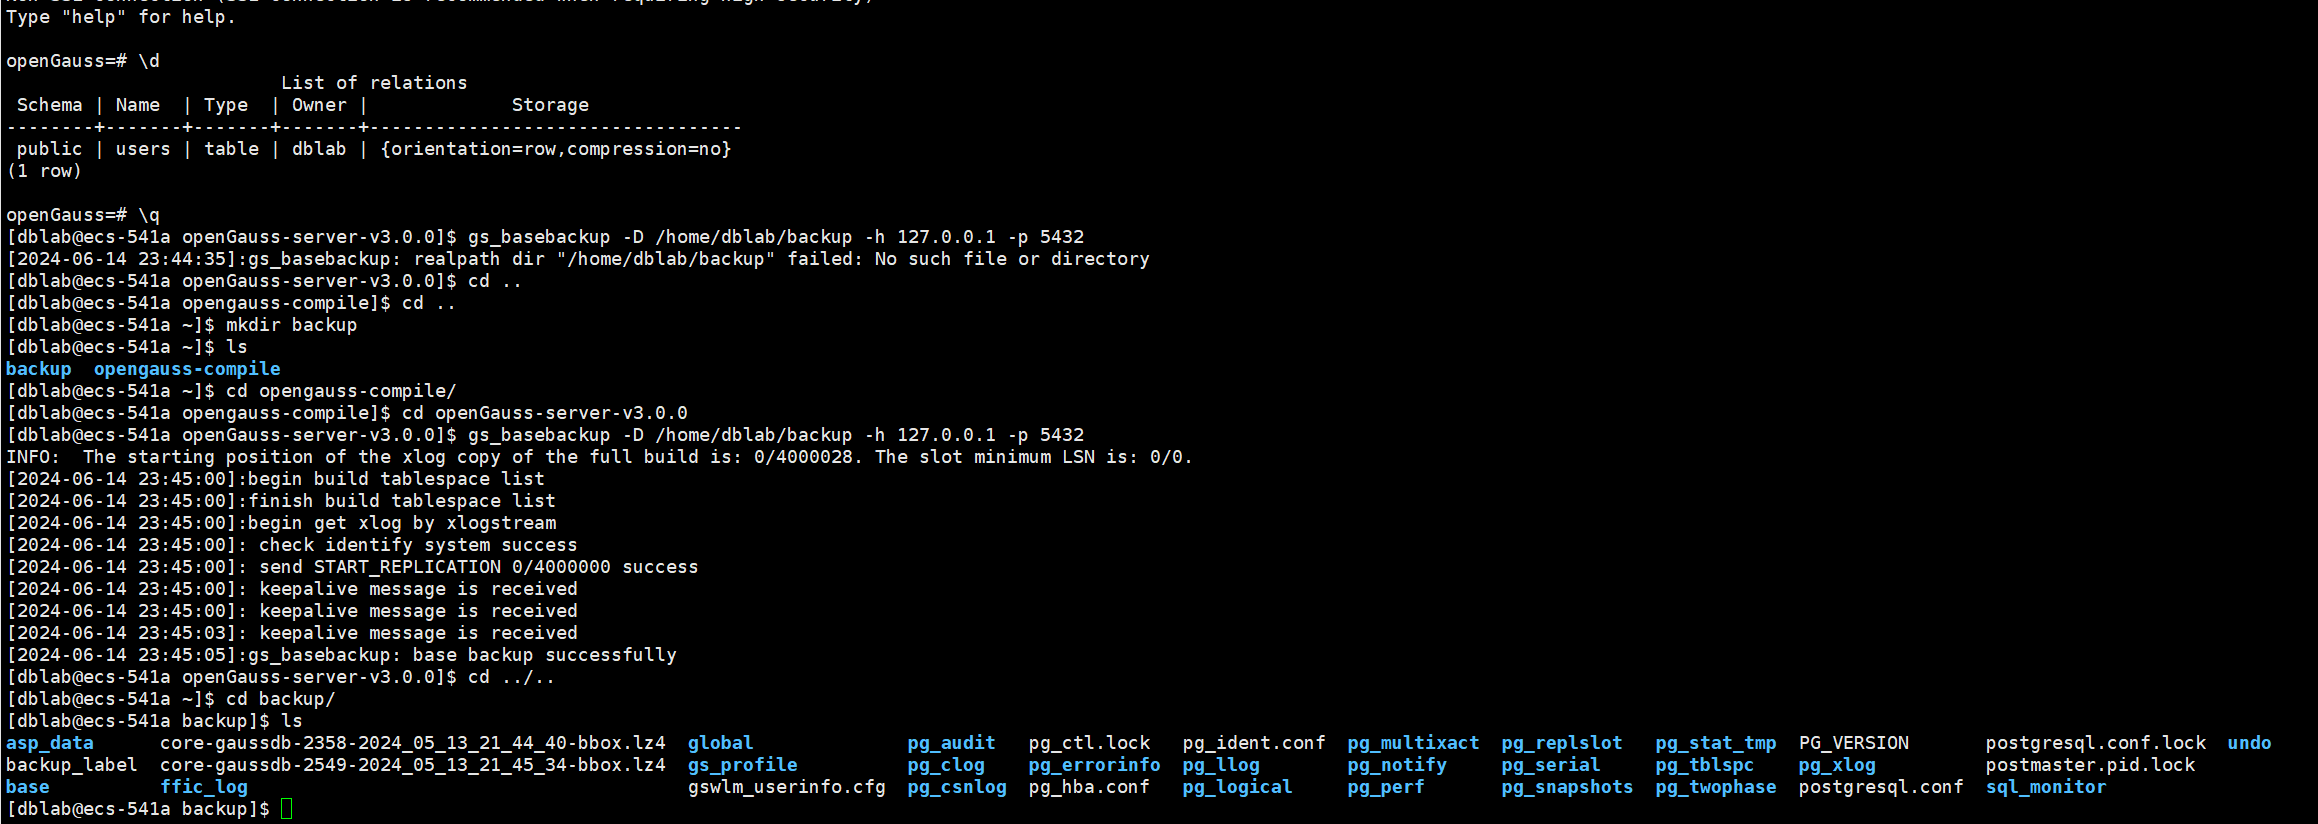 Type "help" for help.
openGauss=# \d
                         List of relations
 Schema | Name  | Type  | Owner |             Storage
--------+-------+-------+-------+----------------------------------
 public | users | table | dblab | {orientation=row,compression=no}
(1 row)
openGauss=# \q
[dblab@ecs-541a openGauss-server-v3.0.0]$ gs_basebackup -D /home/dblab/backup -h 127.0.0.1 -p 5432
[2024-06-14 23:44:35]:gs_basebackup: realpath dir "/home/dblab/backup" failed: No such file or directory
[dblab@ecs-541a openGauss-server-v3.0.0]$ cd ..
[dblab@ecs-541a opengauss-compile]$ cd ..
[dblab@ecs-541a ~]$ mkdir backup
[dblab@ecs-541a ~]$ ls
backup  opengauss-compile
[dblab@ecs-541a ~]$ cd opengauss-compile/
[dblab@ecs-541a opengauss-compile]$ cd openGauss-server-v3.0.0
[dblab@ecs-541a openGauss-server-v3.0.0]$ gs_basebackup -D /home/dblab/backup -h 127.0.0.1 -p 5432
INFO:  The starting position of the xlog copy of the full build is: 0/4000028. The slot minimum LSN is: 0/0.
[2024-06-14 23:45:00]:begin build tablespace list
[2024-06-14 23:45:00]:finish build tablespace list
[2024-06-14 23:45:00]:begin get xlog by xlogstream
[2024-06-14 23:45:00]: check identify system success
[2024-06-14 23:45:00]: send START_REPLICATION 0/4000000 success
[2024-06-14 23:45:00]: keepalive message is received
[2024-06-14 23:45:00]: keepalive message is received
[2024-06-14 23:45:03]: keepalive message is received
[2024-06-14 23:45:05]:gs_basebackup: base backup successfully
[dblab@ecs-541a openGauss-server-v3.0.0]$ cd ../..
[dblab@ecs-541a ~]$ cd backup/
[dblab@ecs-541a backup]$ ls
asp_data      core-gaussdb-2358-2024_05_13_21_44_40-bbox.lz4  global              pg_audit   pg_ctl.lock   pg_ident.conf  pg_multixact  pg_replslot   pg_stat_tmp  PG_VERSION       postgresql.conf.lock  undo
backup_label  core-gaussdb-2549-2024_05_13_21_45_34-bbox.lz4  gs_profile          pg_clog    pg_errorinfo  pg_llog        pg_notify     pg_serial     pg_tblspc    pg_xlog          postmaster.pid.lock
base          ffic_log                                        gswlm_userinfo.cfg  pg_csnlog  pg_hba.conf   pg_logical     pg_perf       pg_snapshots  pg_twophase  postgresql.conf  sql_monitor
[dblab@ecs-541a backup]$